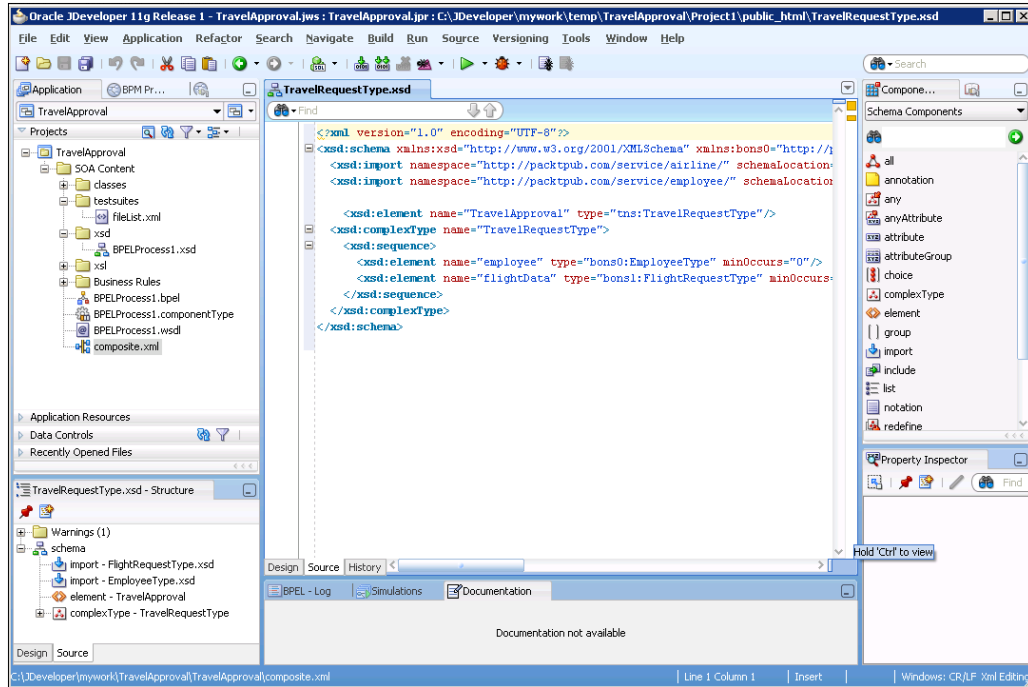 Oracle JDeveloper 11g Release 1 - TravelApproval.jws : TravelApproval.jpr : C:\JDeveloper\mywork\temp\TravelApproval\Project1\public_html\TravelRequestType.xsd
File Edit View Application Refactor Search Navigate Build Run Source Versioning Tools Window Help
Search
Application
BPM Pr...
TravelApproval
Projects
TravelApproval
SOA Content
classes
testsuites
fileList.xml
xsd
BPELProcess1.xsd
xsl
Business Rules
BPELProcess1.bpel
BPELProcess1.componentType
BPELProcess1.wsdl
composite.xml
Application Resources
Data Controls
Recently Opened Files
TravelRequestType.xsd - Structure
Warnings (1)
schema
import - FlightRequestType.xsd
import - EmployeeType.xsd
element - TravelApproval
complexType - TravelRequestType
Design Source
TravelRequestType.xsd
Find
<?xml version="1.0" encoding="UTF-8"?>
<xsd:schema xmlns:xsd="http://www.w3.org/2001/XMLSchema" xmlns:bons0="http://p
<xsd:import namespace="http://packtpub.com/service/airline/" schemaLocation=
<xsd:import namespace="http://packtpub.com/service/employee/" schemaLocation
<xsd:element name="TravelApproval" type="tns:TravelRequestType"/>
<xsd:complexType name="TravelRequestType">
<xsd:sequence>
<xsd:element name="employee" type="bons0:EmployeeType" minOccurs="0"/>
<xsd:element name="flightData" type="bons1:FlightRequestType" minOccurs=
</xsd:sequence>
</xsd:complexType>
</xsd:schema>
Design Source History
BPEL - Log
Simulations
Documentation
Documentation not available
Compone...
Schema Components
all
annotation
any
anyAttribute
attribute
attributeGroup
choice
complexType
element
group
import
include
list
notation
redefine
Property Inspector
Find
Hold 'Ctrl' to view
C:\JDeveloper\mywork\TravelApproval\TravelApproval\composite.xml
Line 1 Column 1
Insert
Windows: CR/LF Xml Editing